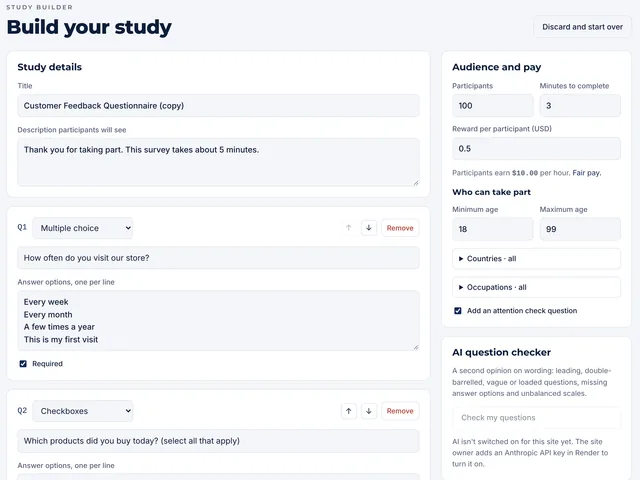 STUDY BUILDER
Build your study
Discard and start over
Study details
Title
Customer Feedback Questionnaire (copy)
Description participants will see
Thank you for taking part. This survey takes about 5 minutes.
Q1
Multiple choice
↑
↓
Remove
How often do you visit our store?
Answer options, one per line
Every week
Every month
A few times a year
This is my first visit
Required
Q2
Checkboxes
↑
↓
Remove
Which products did you buy today? (select all that apply)
Answer options, one per line
Audience and pay
Participants
Minutes to complete
100
3
Reward per participant (USD)
0.5
Participants earn $10.00 per hour. Fair pay.
Who can take part
Minimum age
Maximum age
18
99
Countries · all
Occupations · all
Add an attention check question
AI question checker
A second opinion on wording: leading, double-
barrelled, vague or loaded questions, missing
answer options and unbalanced scales.
Check my questions
AI isn't switched on for this site yet. The site
owner adds an Anthropic API key in Render to
turn it on.